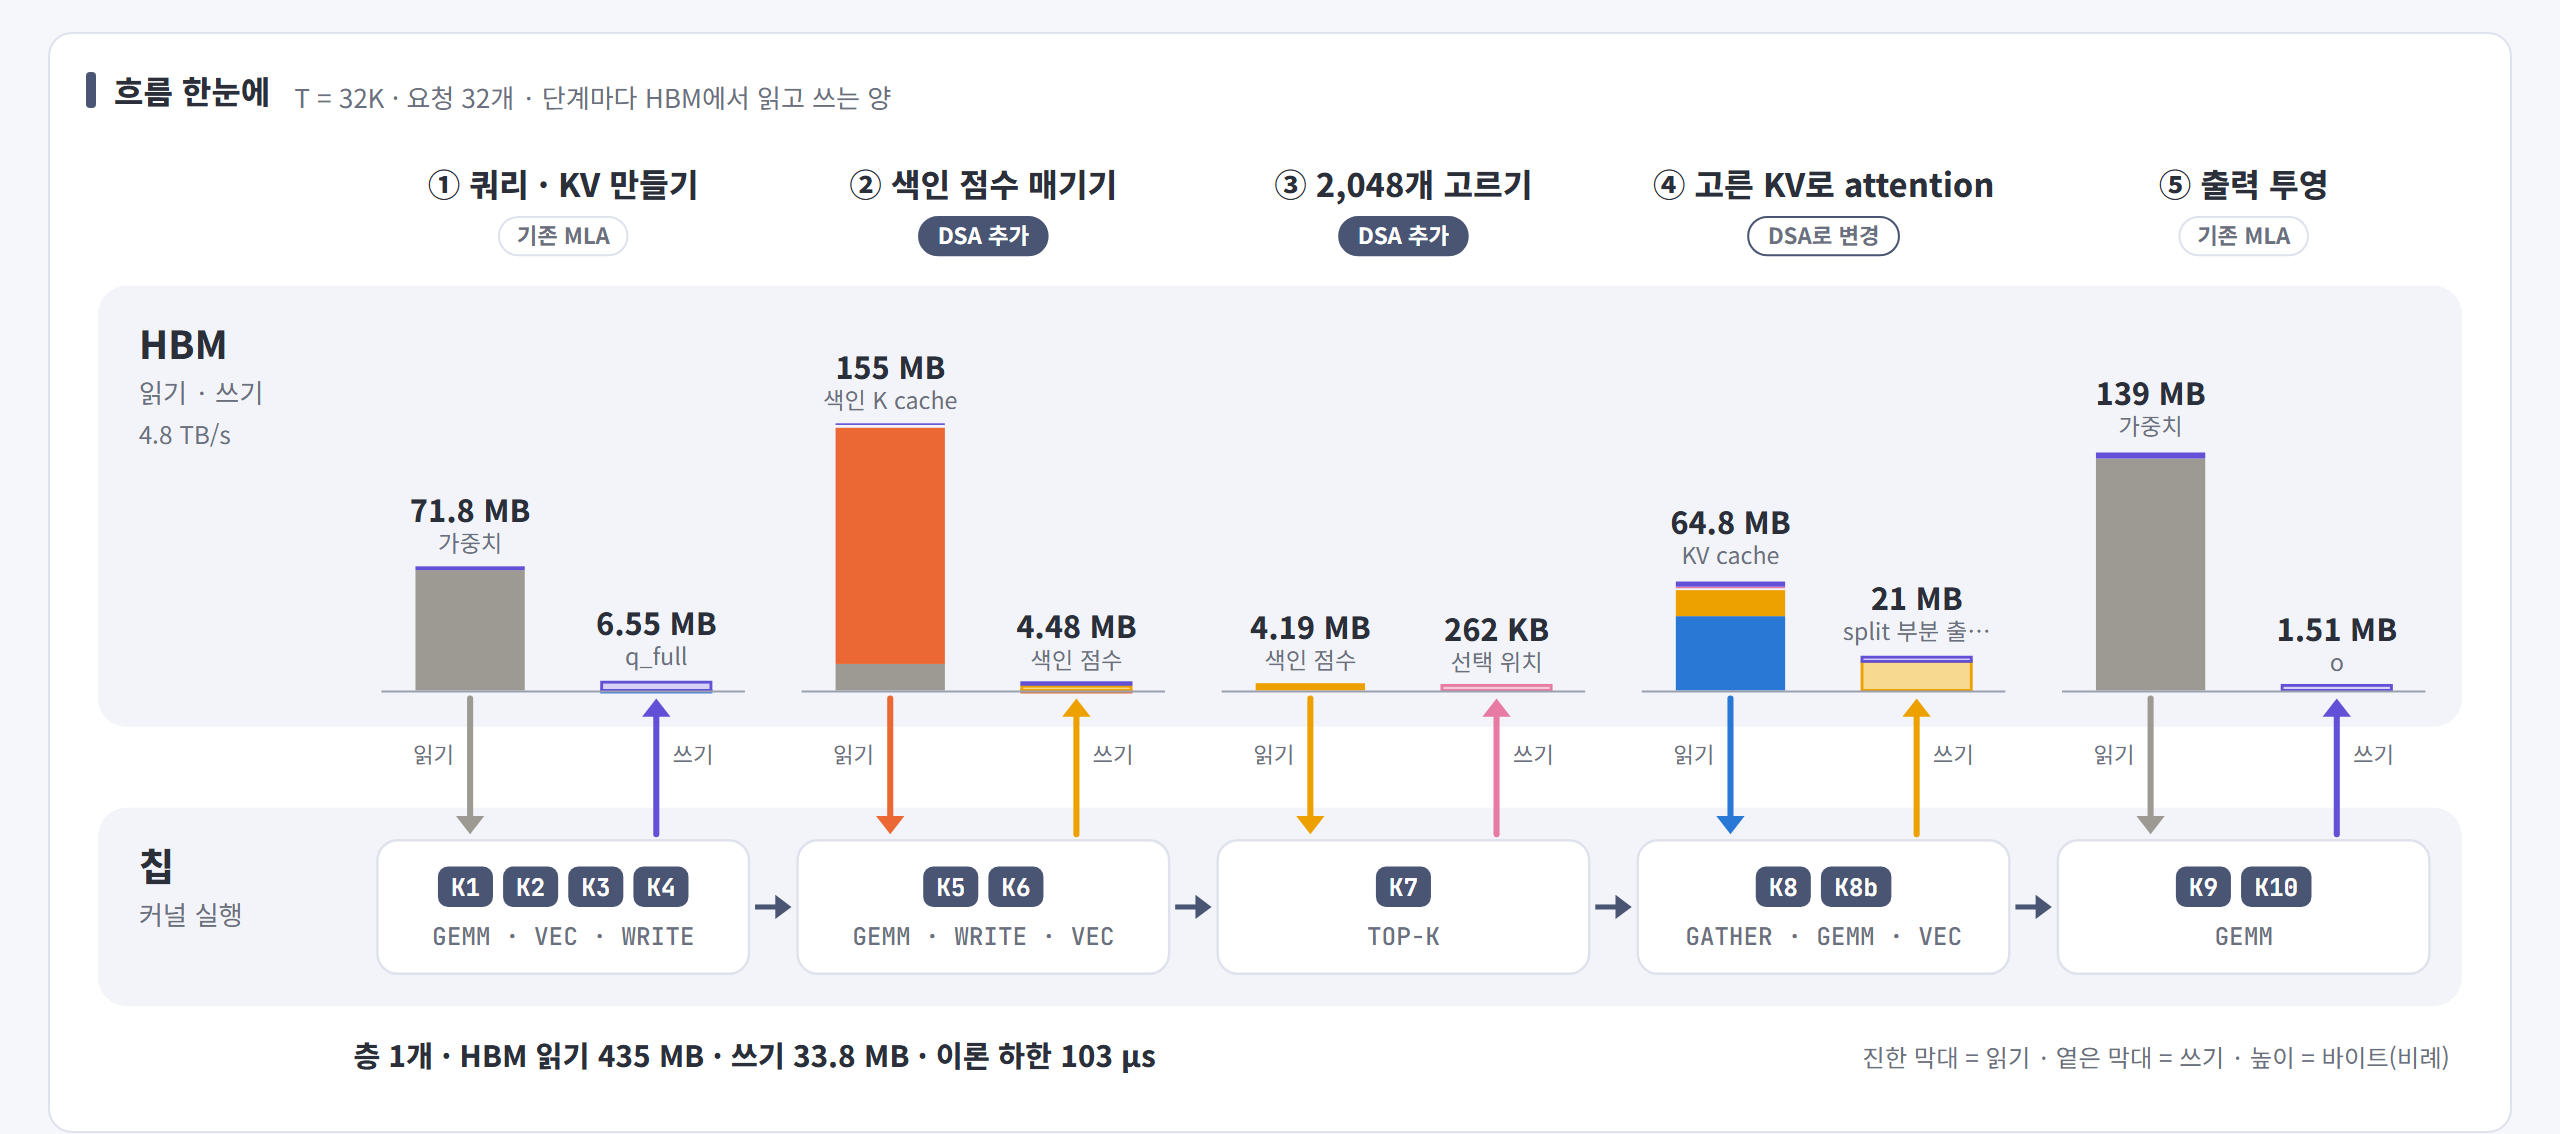 흐름 한눈에 T = 32K · 요청 32개 · 단계마다 HBM에서 읽고 쓰는 양
① 쿼리 · KV 만들기
기존 MLA
② 색인 점수 매기기
DSA 추가
③ 2,048개 고르기
DSA 추가
④ 고른 KV로 attention
DSA로 변경
⑤ 출력 투영
기존 MLA
HBM
읽기 · 쓰기
4.8 TB/s
71.8 MB
가중치
6.55 MB
q_full
155 MB
색인 K cache
4.48 MB
색인 점수
4.19 MB
색인 점수
262 KB
선택 위치
64.8 MB
KV cache
21 MB
split 부분 출…
139 MB
가중치
1.51 MB
o
읽기 쓰기
읽기 쓰기
읽기 쓰기
읽기 쓰기
읽기 쓰기
칩
커널 실행
K1 K2 K3 K4
GEMM · VEC · WRITE
K5 K6
GEMM · WRITE · VEC
K7
TOP-K
K8 K8b
GATHER · GEMM · VEC
K9 K10
GEMM
층 1개 · HBM 읽기 435 MB · 쓰기 33.8 MB · 이론 하한 103 µs
진한 막대 = 읽기 · 옅은 막대 = 쓰기 · 높이 = 바이트(비례)